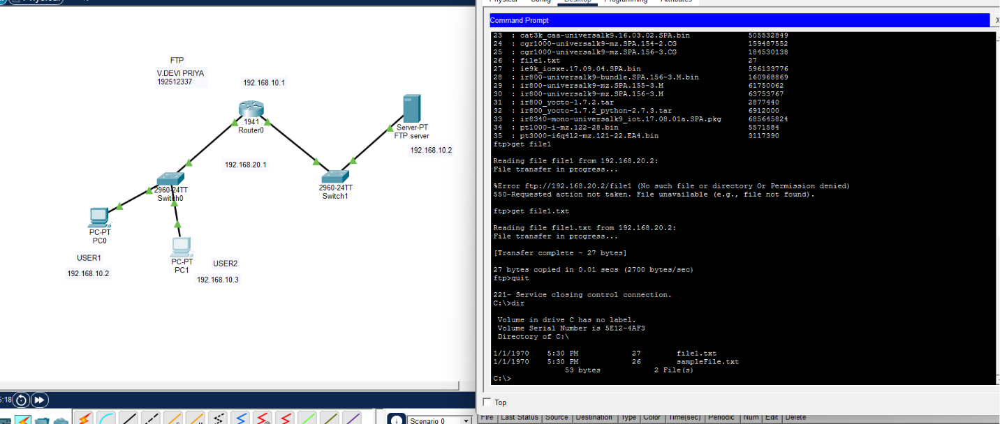 Physical
Config
Desktop
Programming
Attributes
Command Prompt
X
23 : cat3k_caa-universalk9.16.03.02.SPA.bin 505532849
24 : cgr1000-universalk9-mz.SPA.154-2.CG 159487552
25 : cgr1000-universalk9-mz.SPA.156-3.CG 184530138
26 : file1.txt 27
27 : ie9k_iosxe.17.09.04.SPA.bin 596133776
28 : ir800-universalk9-bundle.SPA.156-3.M.bin 160968869
29 : ir800-universalk9-mz.SPA.155-3.M 61750062
30 : ir800-universalk9-mz.SPA.156-3.M 63753767
31 : ir800_yocto-1.7.2.tar 2877440
32 : ir800_yocto-1.7.2_python-2.7.3.tar 6912000
33 : ir8340-mono-universalk9_iot.17.08.01a.SPA.pkg 685645824
34 : pt1000-i-mz.122-28.bin 5571584
35 : pt3000-i6q4l2-mz.121-22.EA4.bin 3117390
ftp>get file1
Reading file file1 from 192.168.20.2:
File transfer in progress...
%Error ftp://192.168.20.2/file1 (No such file or directory Or Permission denied)
550-Requested action not taken. File unavailable (e.g., file not found).
ftp>get file1.txt
Reading file file1.txt from 192.168.20.2:
File transfer in progress...
[Transfer complete - 27 bytes]
27 bytes copied in 0.01 secs (2700 bytes/sec)
ftp>quit
221- Service closing control connection.
C:\>dir
Volume in drive C has no label.
Volume Serial Number is 5E12-4AF3
Directory of C:\
1/1/1970 5:30 PM 27 file1.txt
1/1/1970 5:30 PM 26 sampleFile.txt
53 bytes 2 File(s)
C:\>
Top
FTP
V.DEVI PRIYA
192512337
192.168.10.1
1941
Router0
Server-PT
FTP server
192.168.10.2
192.168.20.1
2960-24TT
Switch0
2960-24TT
Switch1
PC-PT
PC0
USER1
192.168.10.2
PC-PT
PC1
USER2
192.168.10.3
Scenario 0
Fire
Last Status
Source
Destination
Type
Color
Time(sec)
Periodic
Num
Edit
Delete